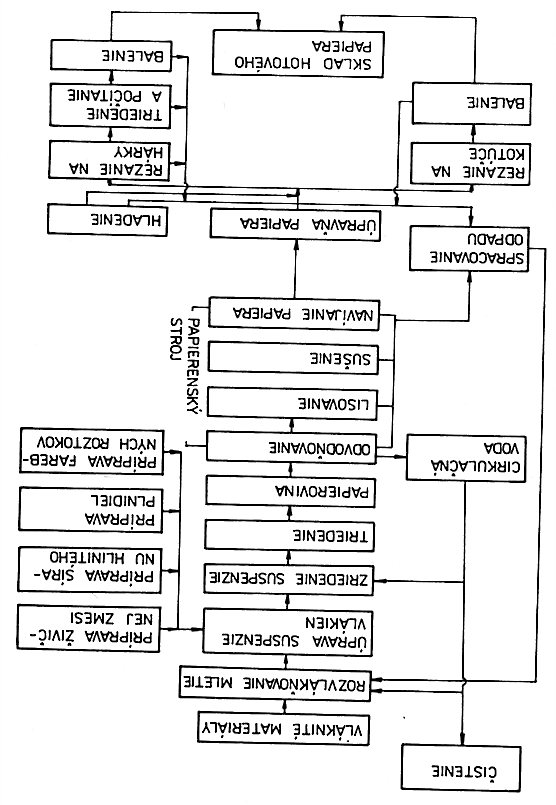 ČISTENIE
VLÁKNITÉ MATERIÁLY
ROZVLÁKŇOVANIE MLETIE
ÚPRAVA SUSPENZIE
VLÁKIEN
PRÍPRAVA ŽIVIČ-
NEJ ZMESI
ZRIEDENIE SUSPENZIE
PRÍPRAVA SÍRA-
NU HLINITÉHO
TRIEDENIE
PRÍPRAVA
PLNIDIEL
PAPIEROVINA
CIRKULAČNÁ
VODA
ODVODŇOVANIE
PRÍPRAVA FAREB-
NÝCH ROZTOKOV
LISOVANIE
SUŠENIE
NAVÍJANIE PAPIERA
PAPIERENSKÝ
STROJ
SPRACOVANIE
ODPADU
ÚPRAVŇA PAPIERA
HLADENIE
REZANIE NA
KOTÚČE
REZANIE NA
HÁRKY
BALENIE
TRIEDENIE
A POČÍTANIE
SKLAD HOTOVÉHO
PAPIERA
BALENIE